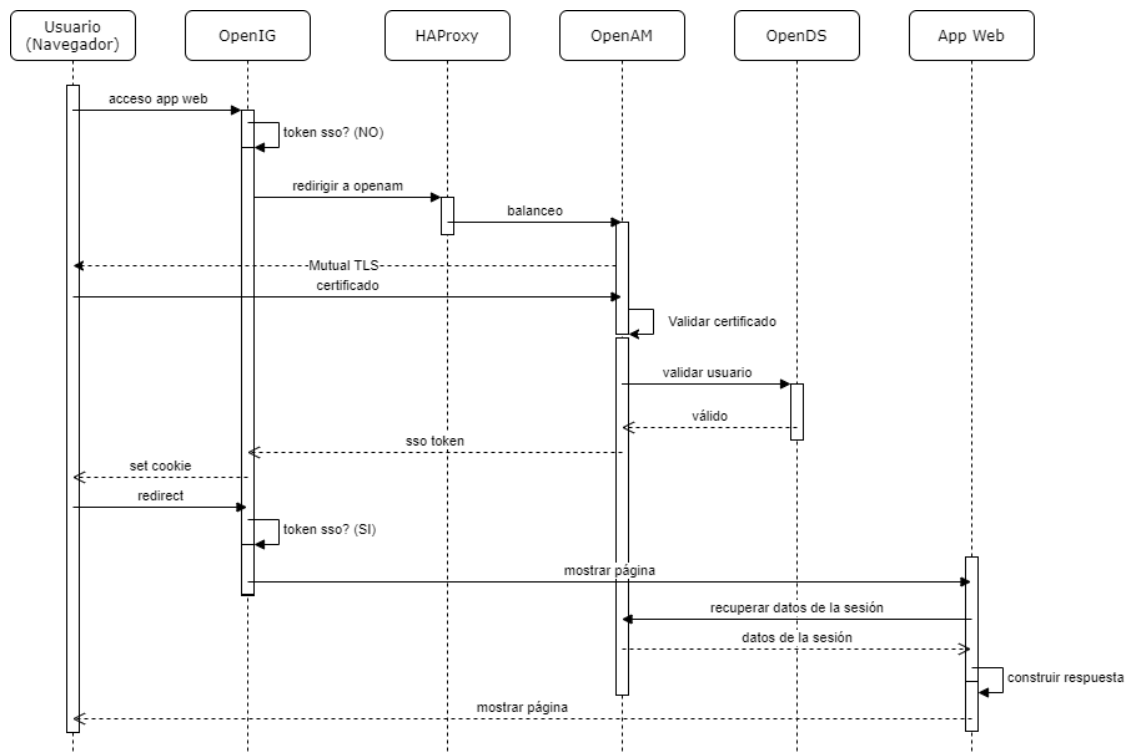 Usuario
(Navegador)
OpenIG
HAProxy
OpenAM
OpenDS
App Web
acceso app web
token sso? (NO)
redirigir a openam
balanceo
Mutual TLS
certificado
Validar certificado
validar usuario
válido
sso token
set cookie
redirect
token sso? (SI)
mostrar página
recuperar datos de la sesión
datos de la sesión
construir respuesta
mostrar página